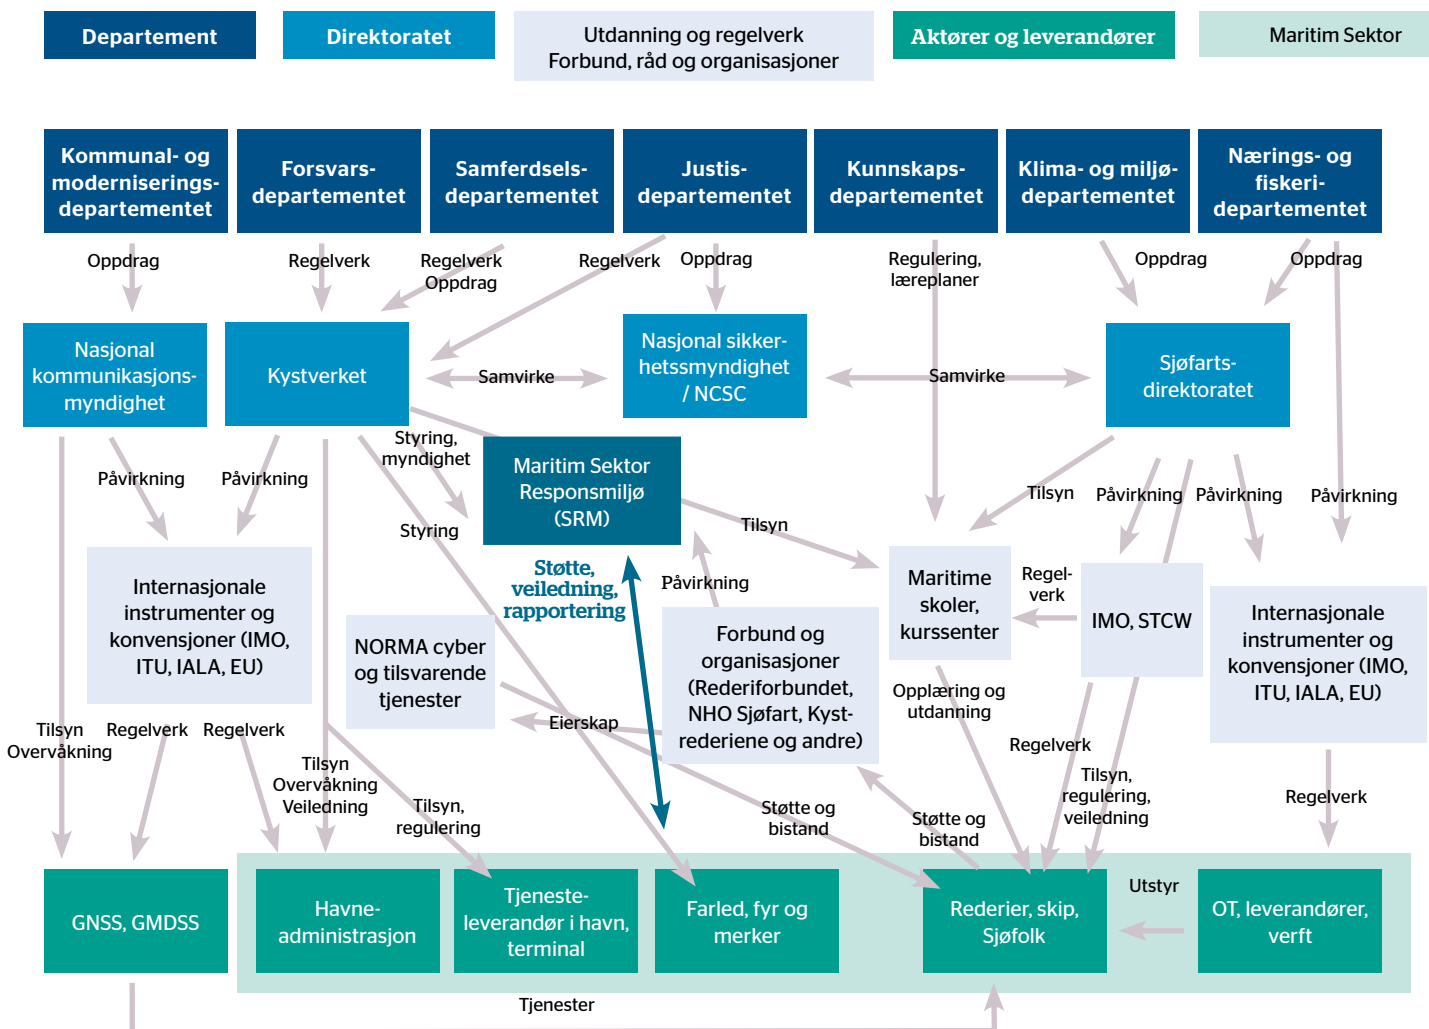 Departement
Direktoratet
Utdanning og regelverk
Forbund, råd og organisasjoner
Aktører og leverandører
Maritim Sektor
Kommunal- og
moderniserings-
departementet
Forsvars-
departementet
Samferdsels-
departementet
Justis-
departementet
Kunnskaps-
departementet
Klima- og miljø-
departementet
Nærings- og
fiskeri-
departementet
Oppdrag
Regelverk
Regelverk
Oppdrag
Regelverk
Oppdrag
Regulering,
læreplaner
Oppdrag
Oppdrag
Nasjonal
kommunikasjons-
myndighet
Kystverket
Samvirke
Nasjonal sikker-
hetssmyndighet
/ NCSC
Samvirke
Sjøfarts-
direktoratet
Påvirkning
Påvirkning
Styring,
myndighet
Styring
Maritim Sektor
Responsmiljø
(SRM)
Tilsyn
Tilsyn
Påvirkning
Påvirkning
Påvirkning
Internasjonale
instrumenter og
konvensjoner (IMO,
ITU, IALA, EU)
Støtte,
veiledning,
rapportering
Påvirkning
NORMA cyber
og tilsvarende
tjenester
Eierskap
Forbund og
organisasjoner
(Rederiforbundet,
NHO Sjøfart, Kyst-
rederiene og andre)
Maritime
skoler,
kurssenter
Regel-
verk
IMO, STCW
Internasjonale
instrumenter og
konvensjoner (IMO,
ITU, IALA, EU)
Tilsyn
Overvåkning
Regelverk
Regelverk
Tilsyn
Overvåkning
Veiledning
Tilsyn,
regulering
Støtte og
bistand
Støtte og
bistand
Opplæring og
utdanning
Regelverk
Tilsyn,
regulering,
veiledning
Regelverk
GNSS, GMDSS
Havne-
administrasjon
Tjeneste-
leverandør i havn,
terminal
Farled, fyr og
merker
Rederier, skip,
Sjøfolk
Utstyr
OT, leverandører,
verft
Tjenester